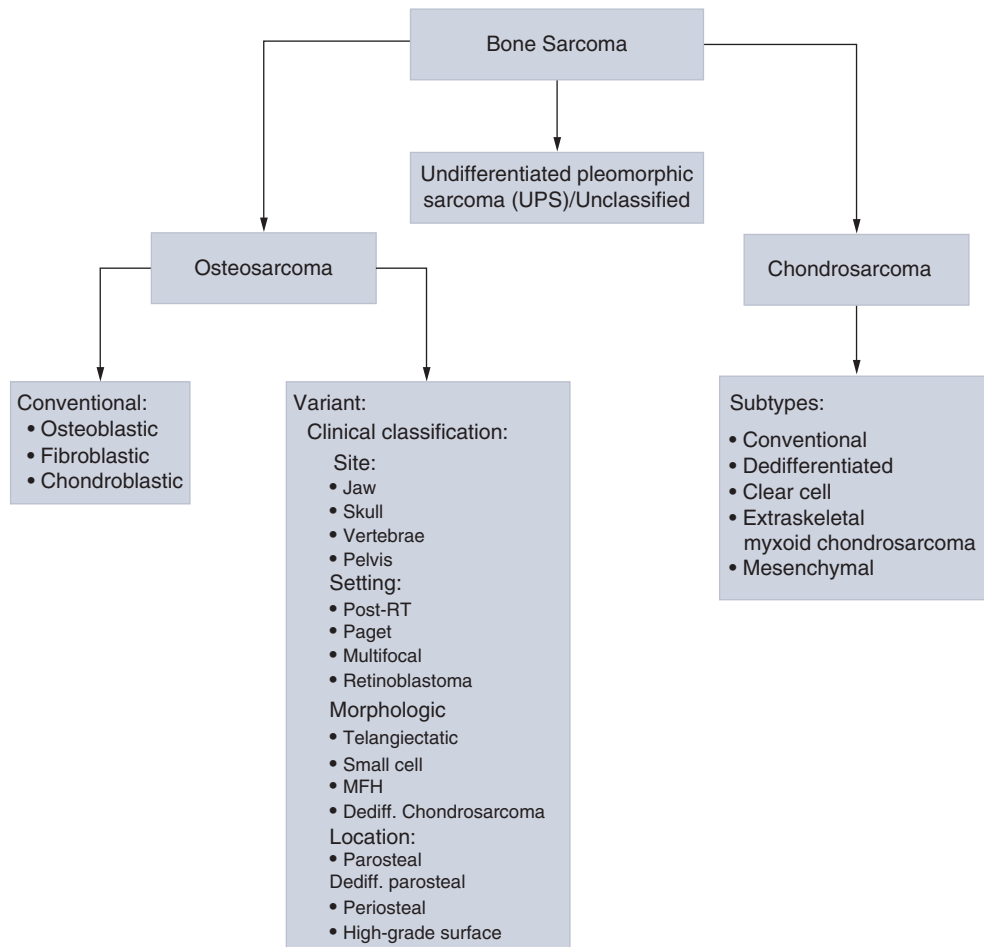 Bone Sarcoma
Undifferentiated pleomorphic
sarcoma (UPS)/Unclassified
Osteosarcoma
Chondrosarcoma
Conventional:
• Osteoblastic
• Fibroblastic
• Chondroblastic
Variant:
Clinical classification:
Site:
• Jaw
• Skull
• Vertebrae
• Pelvis
Setting:
• Post-RT
• Paget
• Multifocal
• Retinoblastoma
Morphologic
• Telangiectatic
• Small cell
• MFH
• Dediff. Chondrosarcoma
Location:
• Parosteal
Dediff. parosteal
• Periosteal
• High-grade surface
Subtypes:
• Conventional
• Dedifferentiated
• Clear cell
• Extraskeletal
myxoid chondrosarcoma
• Mesenchymal